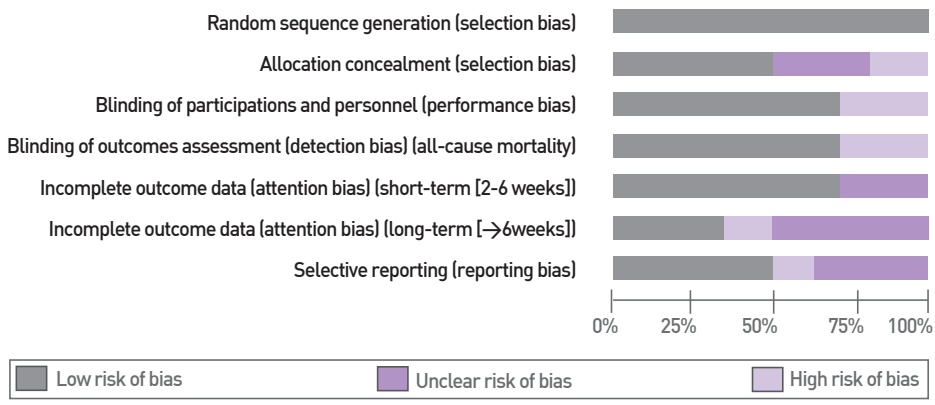 Random sequence generation (selection bias)
Allocation concealment (selection bias)
Blinding of participations and personnel (performance bias)
Blinding of outcomes assessment (detection bias) (all-cause mortality)
Incomplete outcome data (attention bias) (short-term [2-6 weeks])
Incomplete outcome data (attention bias) (long-term [→6weeks])
Selective reporting (reporting bias)
0% 25% 50% 75% 100%
Low risk of bias Unclear risk of bias High risk of bias